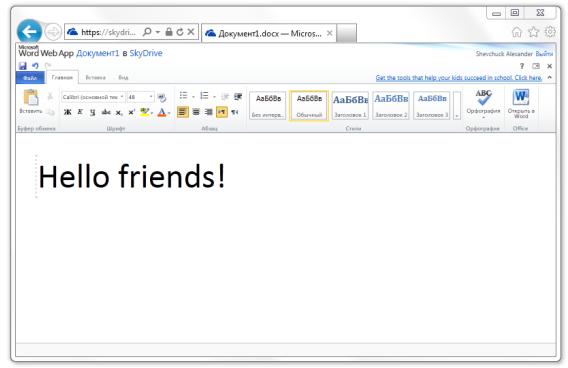 https://skydri...
Документ1.docx — Micros...
Microsoft
Word Web App Документ1 в SkyDrive
Shevchuck Alesander Выйти
Файл Главная Вставка Вид
Get the tools that help your kids succeed in school. Click here.
Calibri (основной тек 48
АаБбВв АаБбВв АаБбВв АаБбВв АаБбВв
ABC
W
Вставить
Ж К Ч abc x, x'
Без интерв... Обычный Заголовок 1 Заголовок 2 Заголовок 3
Орфография
Открыть в Word
Буфер обмена Шрифт Абзац Стили Орфография Office
Hello friends!